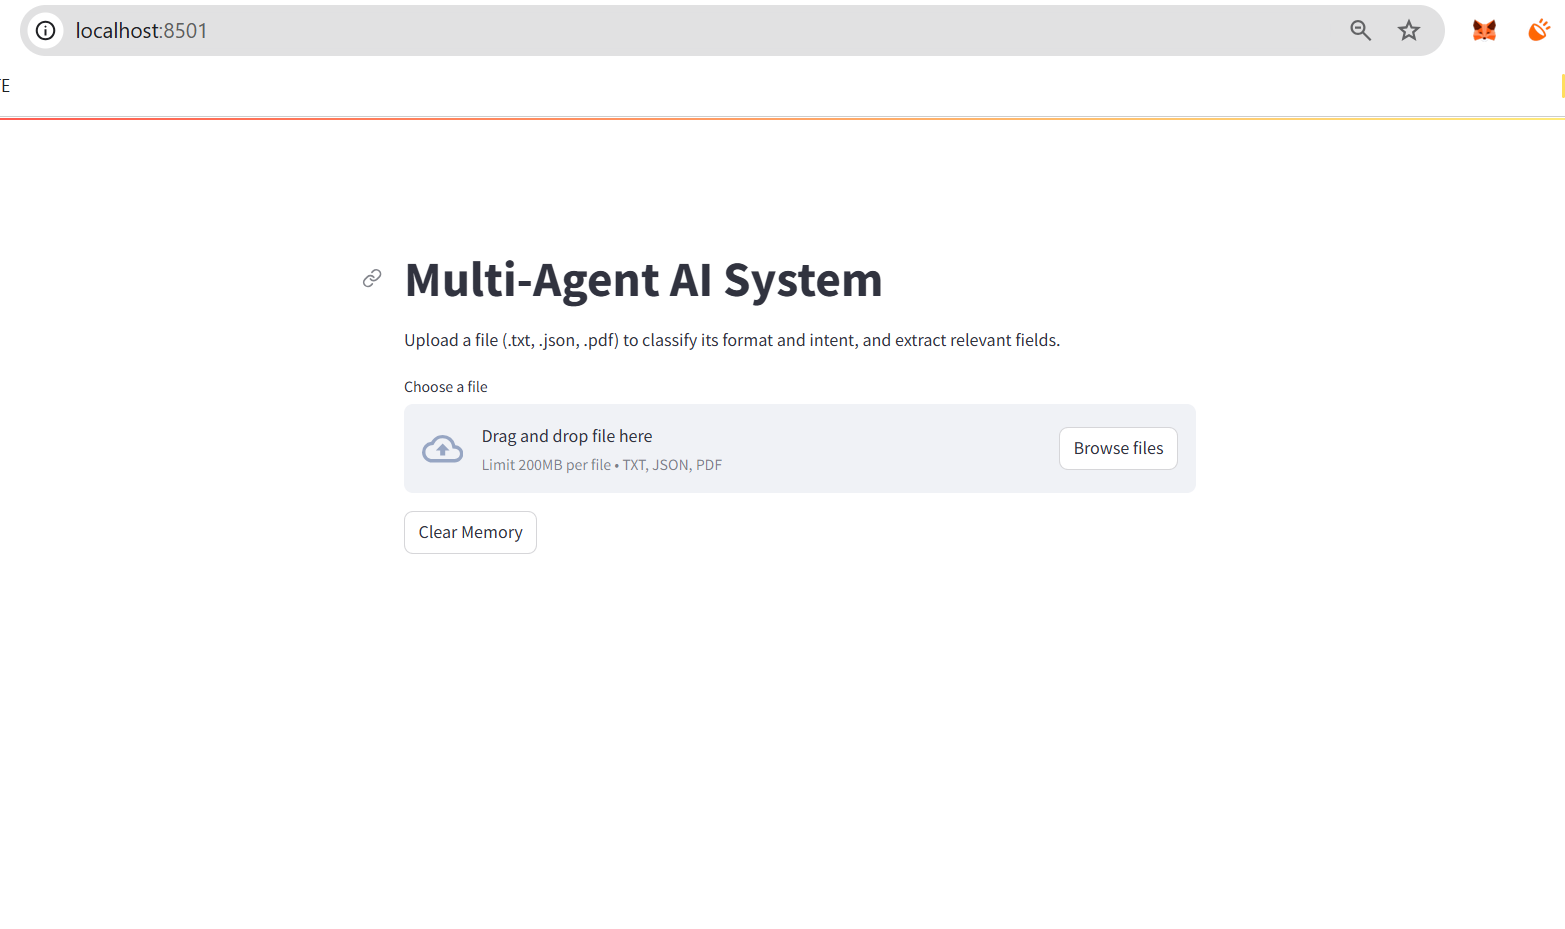 localhost:8501
Multi-Agent AI System
Upload a file (.txt, .json, .pdf) to classify its format and intent, and extract relevant fields.
Choose a file
Drag and drop file here
Limit 200MB per file • TXT, JSON, PDF
Browse files
Clear Memory